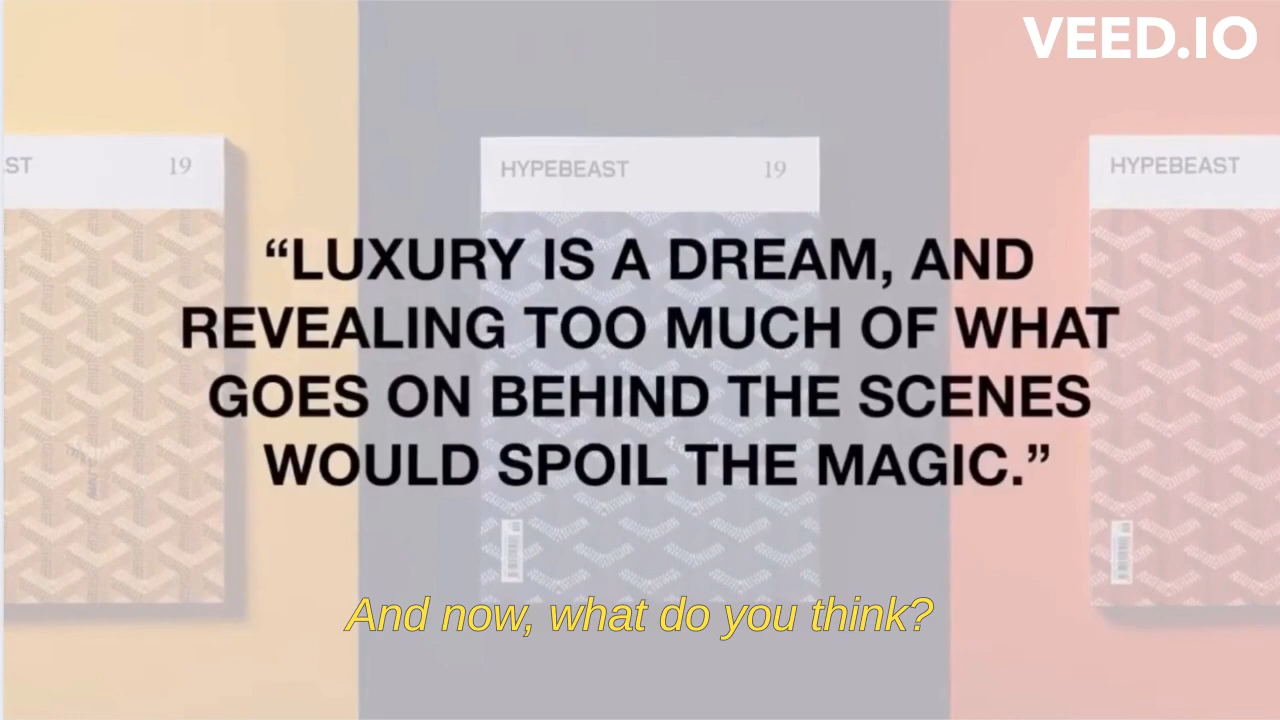 VEED.IO
EAST 19
HYPEBEAST 19
HYPEBEAST
“LUXURY IS A DREAM, AND
REVEALING TOO MUCH OF WHAT
GOES ON BEHIND THE SCENES
WOULD SPOIL THE MAGIC.”
And now, what do you think?